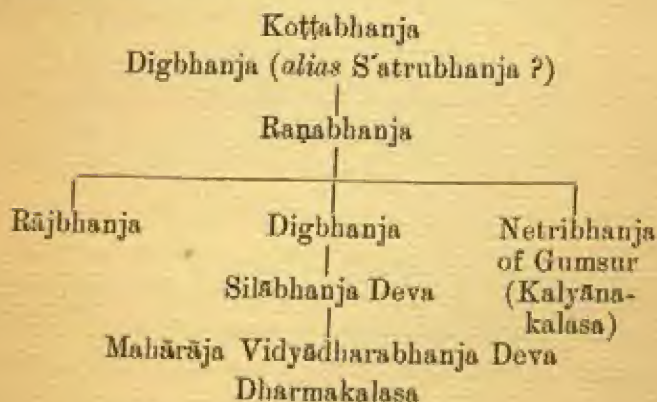 Koṭṭabhanja
Digbhanja (alias S'atrubhanja ?)
Raṇabhanja
Rājbhanja Digbhanja Netribhanja
of Gumsur
Silābhanja Deva (Kalyāna-
kalasa)
Mahārāja Vidyādharabhanja Deva
Dharmakalasa